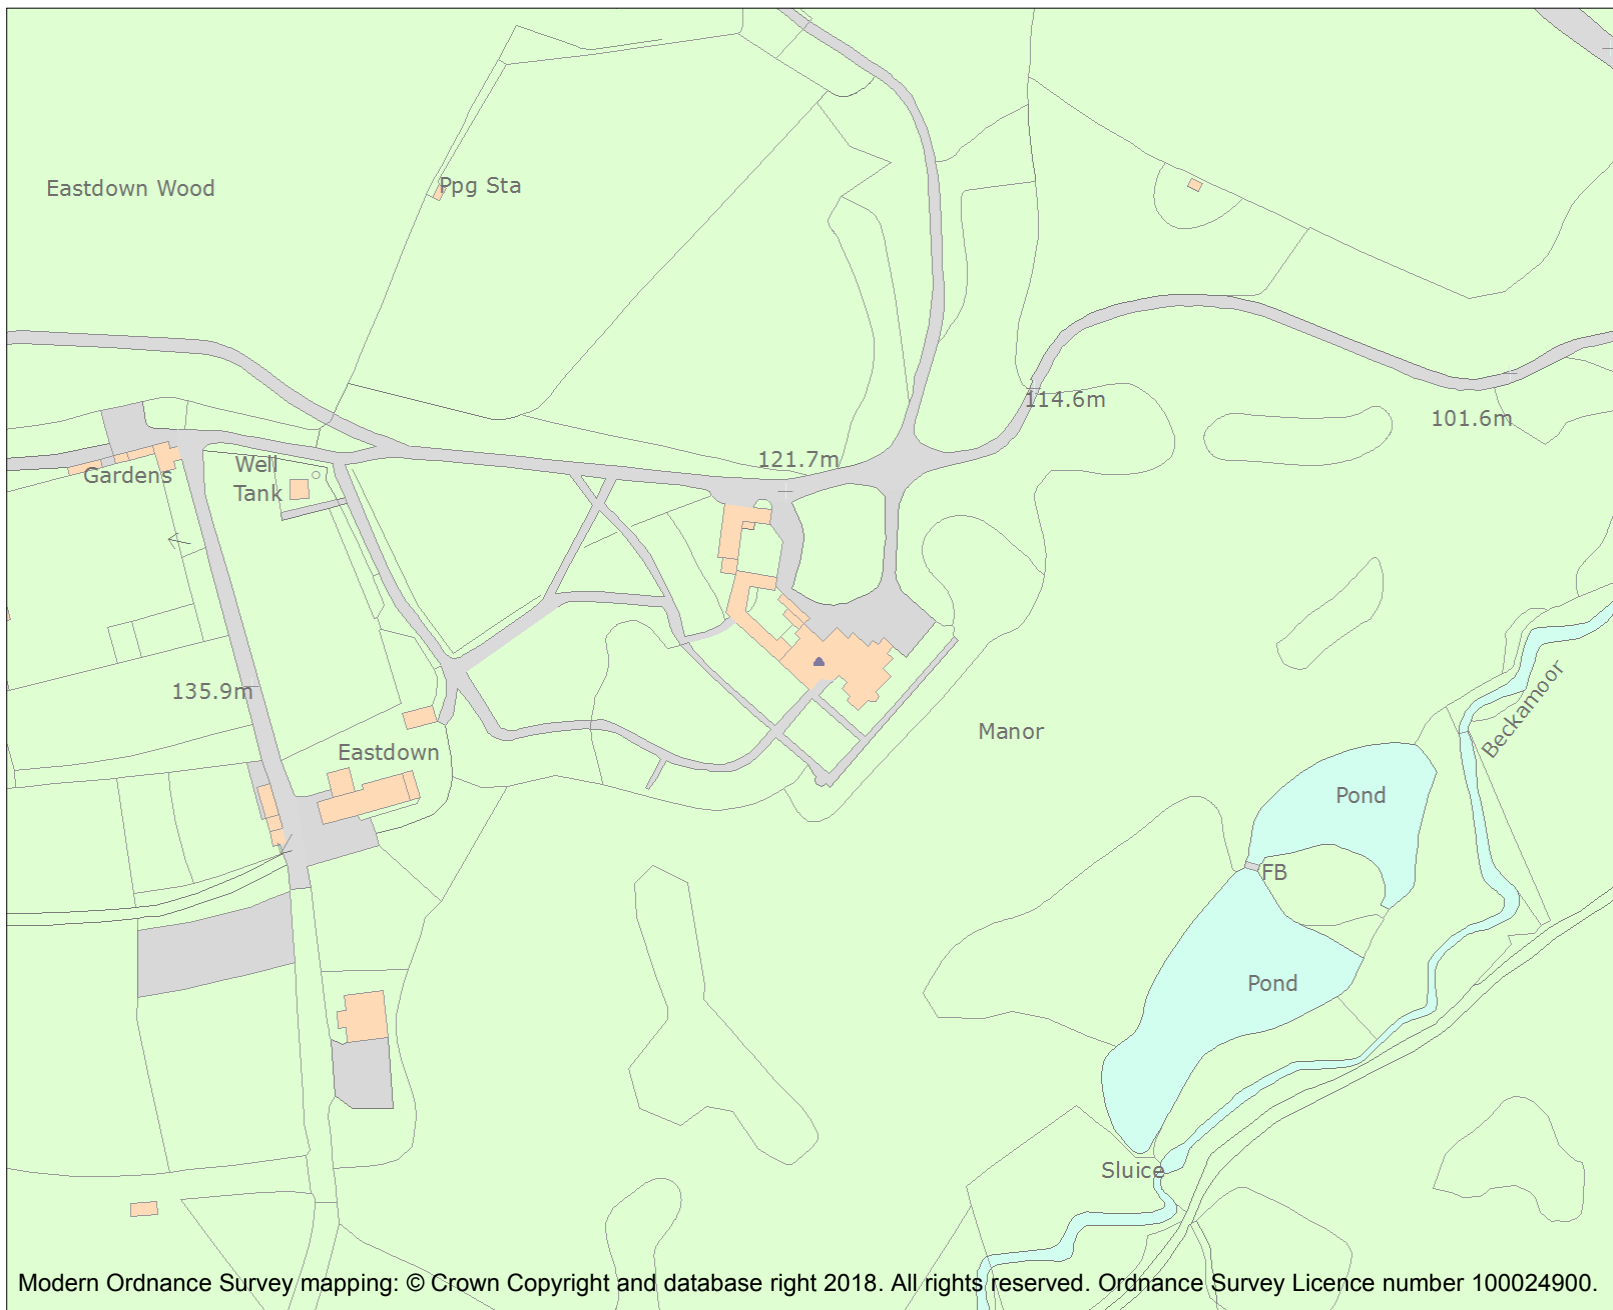 Eastdown Wood
Ppg Sta
114.6m
101.6m
121.7m
Gardens
Well
Tank
135.9m
Manor
Beckamoor
Eastdown
Pond
FB
Pond
Sluice
Modern Ordnance Survey mapping: © Crown Copyright and database right 2018. All rights reserved. Ordnance Survey Licence number 100024900.